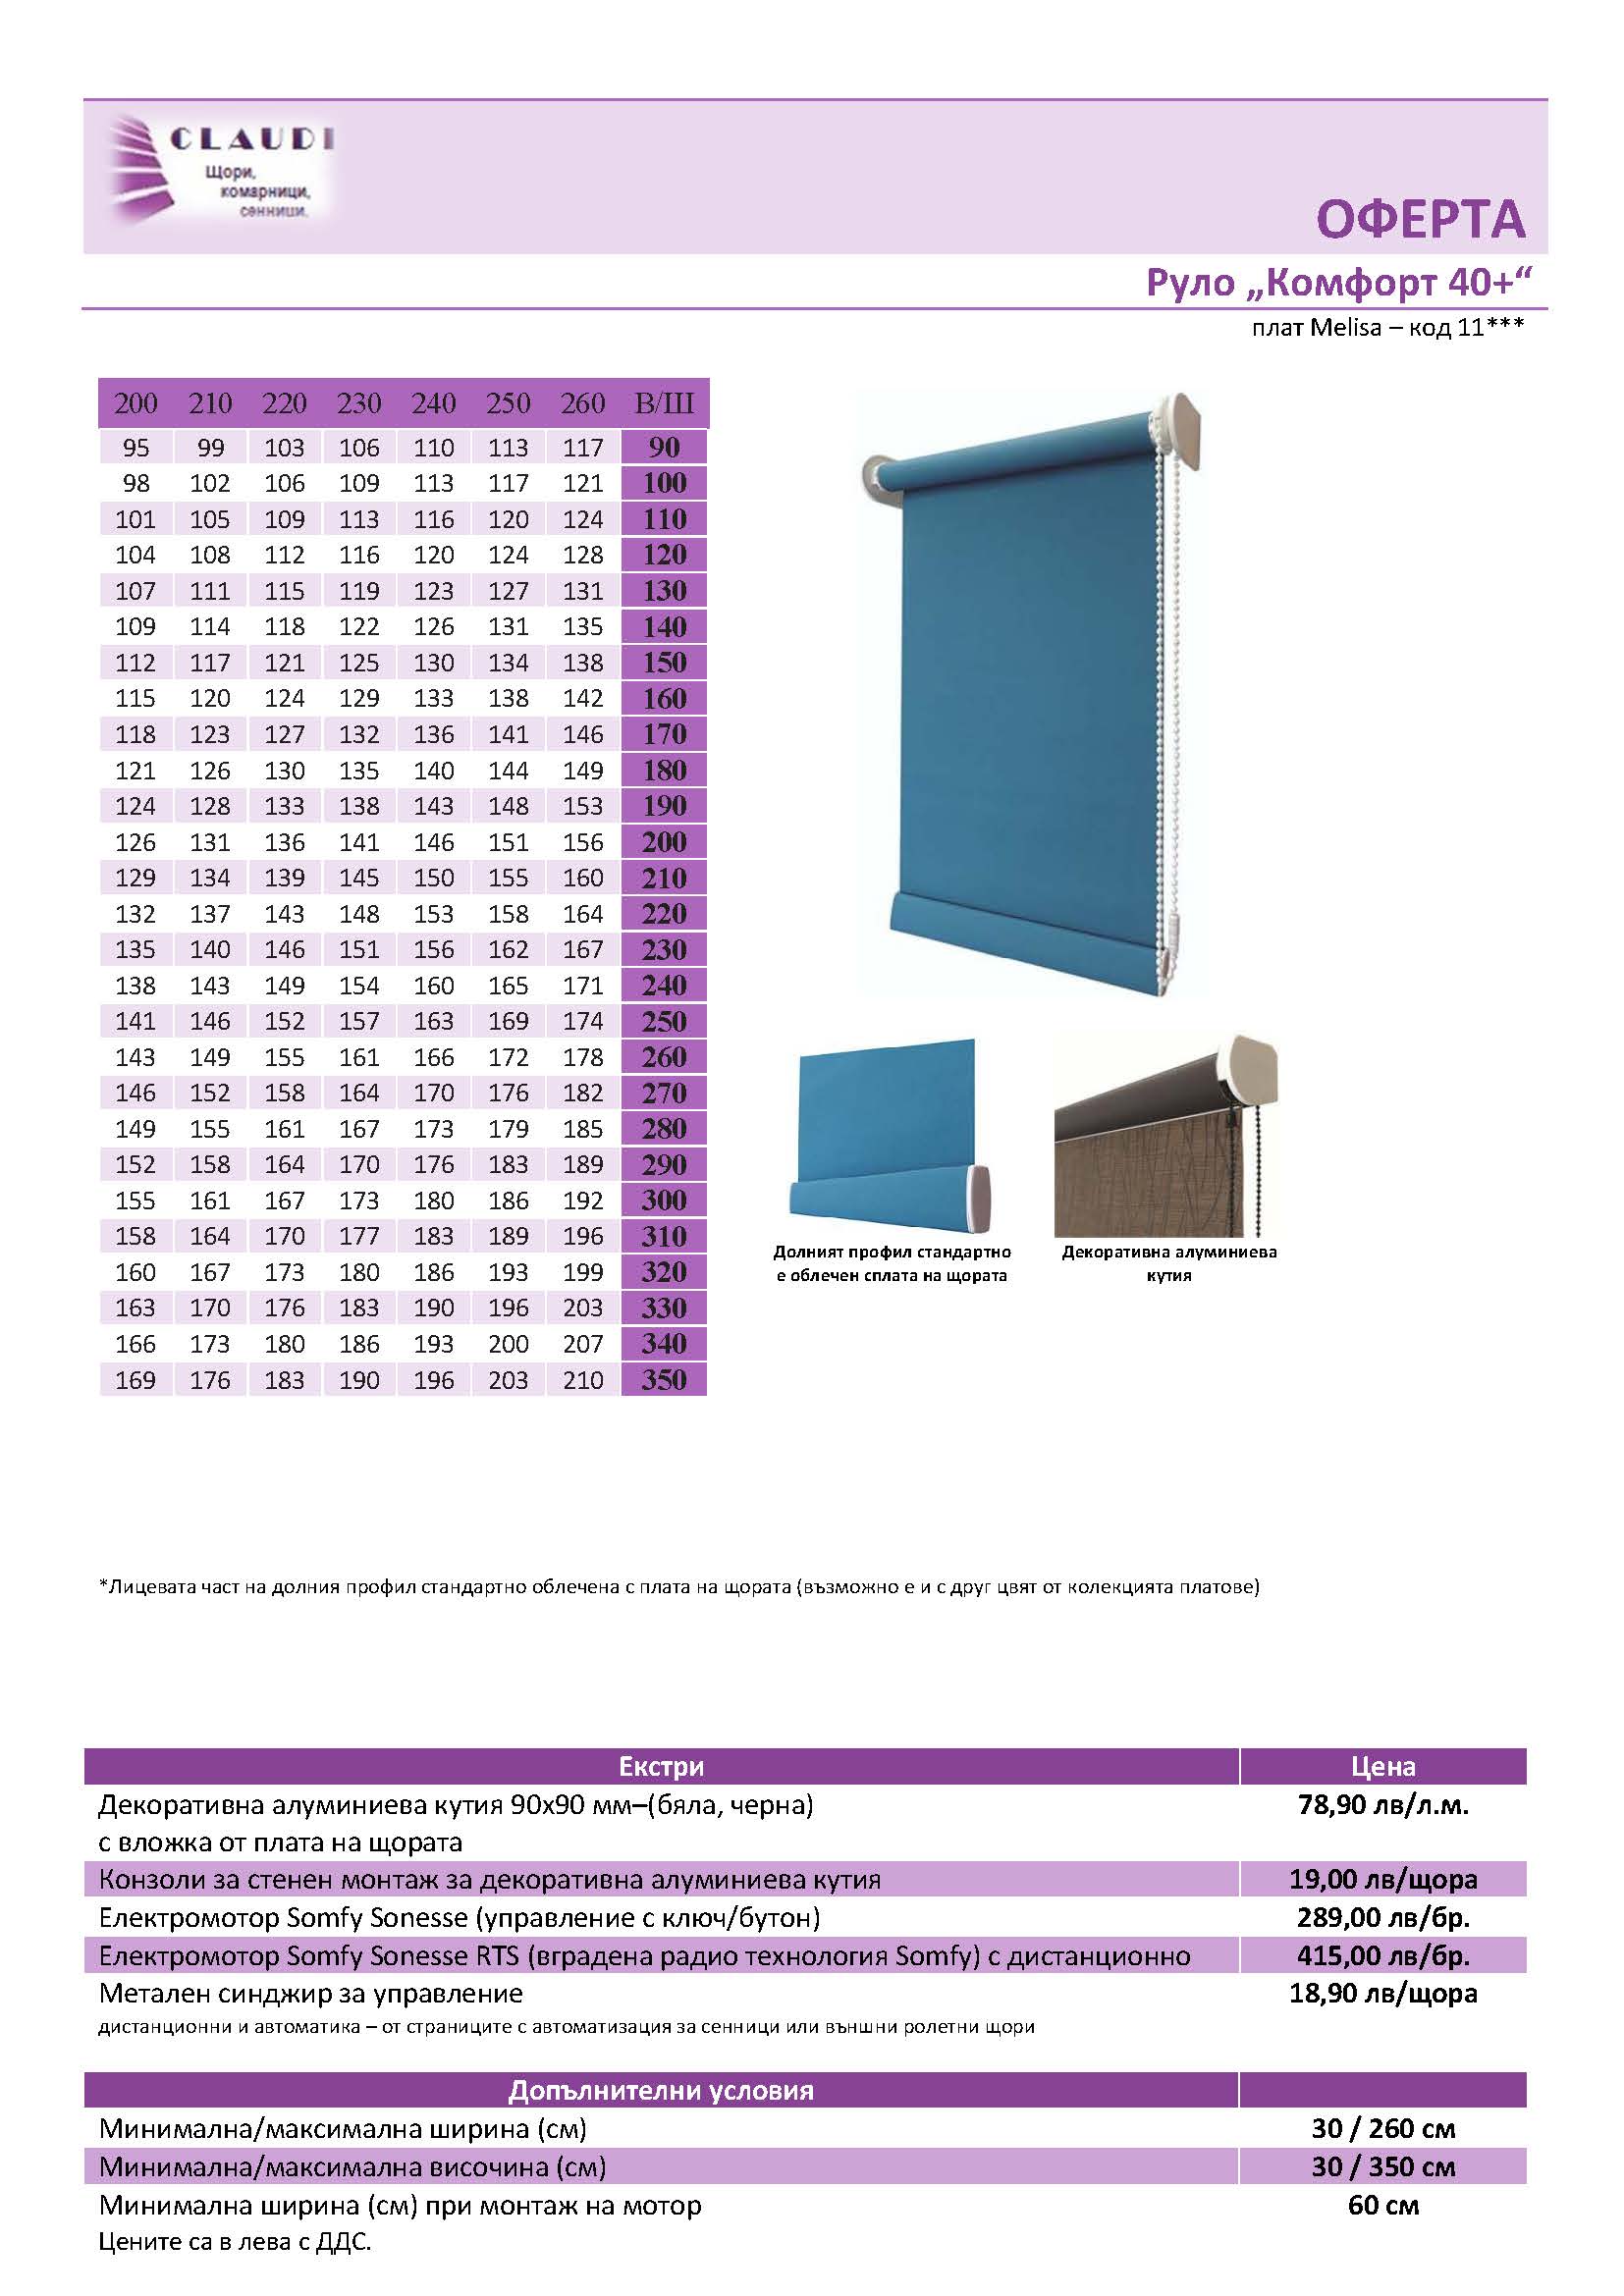 CLAUDI
Щори,
комарници,
сенници.
ОФЕРТА
Руло „Комфорт 40+“
плат Melisa – код 11***
200 210 220 230 240 250 260 В/Ш
95 99 103 106 110 113 117 90
98 102 106 109 113 117 121 100
101 105 109 113 116 120 124 110
104 108 112 116 120 124 128 120
107 111 115 119 123 127 131 130
109 114 118 122 126 131 135 140
112 117 121 125 130 134 138 150
115 120 124 129 133 138 142 160
118 123 127 132 136 141 146 170
121 126 130 135 140 144 149 180
124 128 133 138 143 148 153 190
126 131 136 141 146 151 156 200
129 134 139 145 150 155 160 210
132 137 143 148 153 158 164 220
135 140 146 151 156 162 167 230
138 143 149 154 160 165 171 240
141 146 152 157 163 169 174 250
143 149 155 161 166 172 178 260
146 152 158 164 170 176 182 270
149 155 161 167 173 179 185 280
152 158 164 170 176 183 189 290
155 161 167 173 180 186 192 300
158 164 170 177 183 189 196 310
160 167 173 180 186 193 199 320
163 170 176 183 190 196 203 330
166 173 180 186 193 200 207 340
169 176 183 190 196 203 210 350
Долният профил стандартно
е облечен сплата на щората
Декоративна алуминиева
кутия
*Лицевата част на долния профил стандартно облечена с плата на щората (възможно е и с друг цвят от колекцията платове)
Екстри Цена
Декоративна алуминиева кутия 90х90 мм–(бяла, черна) 78,90 лв/л.м.
с вложка от плата на щората
Конзоли за стенен монтаж за декоративна алуминиева кутия 19,00 лв/щора
Електромотор Somfy Sonesse (управление с ключ/бутон) 289,00 лв/бр.
Електромотор Somfy Sonesse RTS (вградена радио технология Somfy) с дистанционно 415,00 лв/бр.
Метален синджир за управление 18,90 лв/щора
дистанционни и автоматика – от страниците с автоматизация за сенници или външни ролетни щори
Допълнителни условия
Минимална/максимална ширина (см) 30 / 260 см
Минимална/максимална височина (см) 30 / 350 см
Минимална ширина (см) при монтаж на мотор 60 см
Цените са в лева с ДДС.